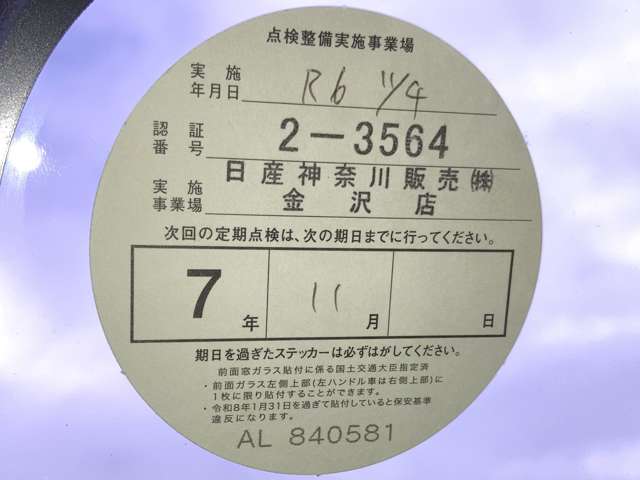 点検整備実施事業場
実施年月日 R6 11/4
認証番号 2-3564
実施事業場 日産神奈川販売㈱
金沢店
次回の定期点検は、次の期日までに行ってください。
7年 11月 日
期日を過ぎたステッカーは必ずはがしてください。
前面窓ガラス貼付に係る国土交通大臣指定済
・前面ガラス左側上部(左ハンドル車は右側上部)に
1枚に限り貼付することができます。
・令和8年1月31日を過ぎて貼付していると保安基準
違反になります。
AL 840581